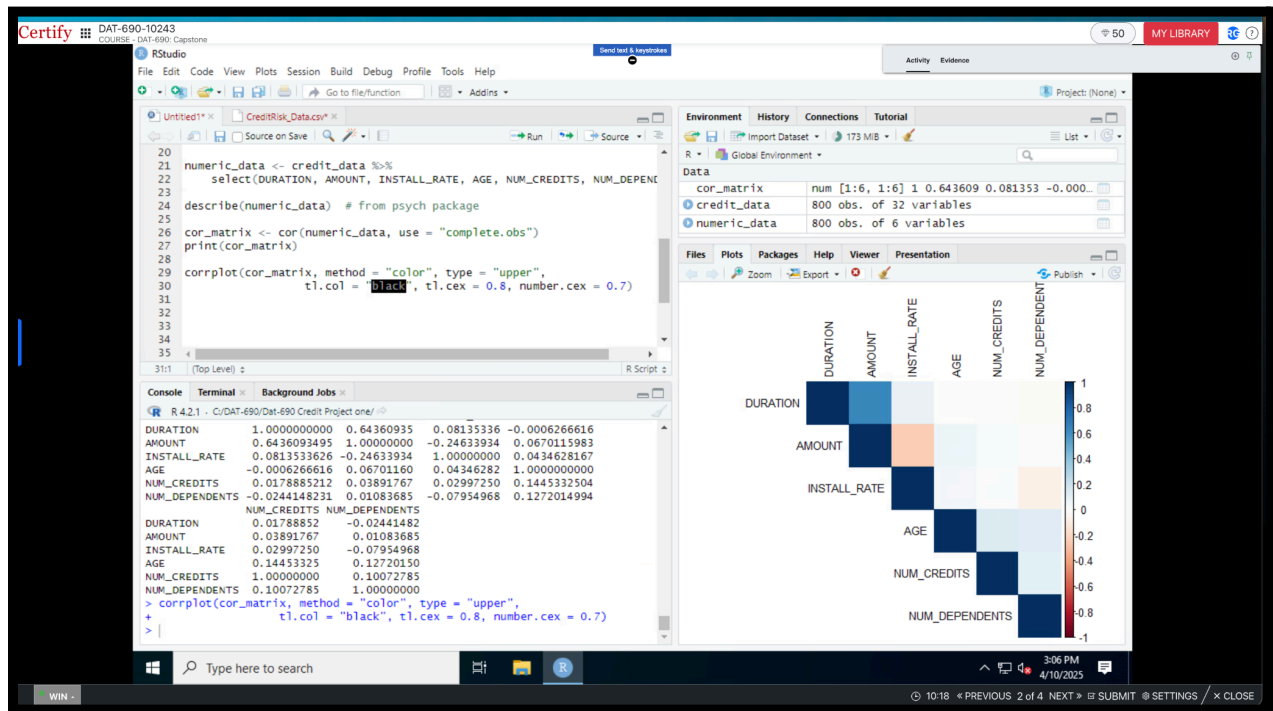 Certify DAT-690-10243
COURSE - DAT-690: Capstone
50 MY LIBRARY RG ?
RStudio
Send text & keystrokes
Activity Evidence
File Edit Code View Plots Session Build Debug Profile Tools Help
Go to file/function Addins Project: (None)
Untitled1* × CreditRisk_Data.csv* ×
Source on Save Run Source
20
21 numeric_data <- credit_data %>%
22 select(DURATION, AMOUNT, INSTALL_RATE, AGE, NUM_CREDITS, NUM_DEPEND
23
24 describe(numeric_data) # from psych package
25
26 cor_matrix <- cor(numeric_data, use = "complete.obs")
27 print(cor_matrix)
28
29 corrplot(cor_matrix, method = "color", type = "upper",
30 tl.col = "black", tl.cex = 0.8, number.cex = 0.7)
31
32
33
34
35
31:1 (Top Level) R Script
Console Terminal × Background Jobs ×
R 4.2.1 · C:/DAT-690/Dat-690 Credit Project one/
DURATION 1.0000000000 0.64360935 0.08135336 -0.0006266616
AMOUNT 0.6436093495 1.00000000 -0.24633934 0.0670115983
INSTALL_RATE 0.0813533626 -0.24633934 1.00000000 0.0434628167
AGE -0.0006266616 0.06701160 0.04346282 1.0000000000
NUM_CREDITS 0.0178885212 0.03891767 0.02997250 0.1445332504
NUM_DEPENDENTS -0.0244148231 0.01083685 -0.07954968 0.1272014994
NUM_CREDITS NUM_DEPENDENTS
DURATION 0.01788852 -0.02441482
AMOUNT 0.03891767 0.01083685
INSTALL_RATE 0.02997250 -0.07954968
AGE 0.14453325 0.12720150
NUM_CREDITS 1.00000000 0.10072785
NUM_DEPENDENTS 0.10072785 1.00000000
> corrplot(cor_matrix, method = "color", type = "upper",
+ tl.col = "black", tl.cex = 0.8, number.cex = 0.7)
>
Environment History Connections Tutorial
Import Dataset 173 MiB List
R Global Environment
Data
cor_matrix num [1:6, 1:6] 1 0.643609 0.081353 -0.000…
credit_data 800 obs. of 32 variables
numeric_data 800 obs. of 6 variables
Files Plots Packages Help Viewer Presentation
Zoom Export Publish
DURATION
AMOUNT
INSTALL_RATE
AGE
NUM_CREDITS
NUM_DEPENDENT
DURATION
AMOUNT
INSTALL_RATE
AGE
NUM_CREDITS
NUM_DEPENDENTS
1
0.8
0.6
0.4
0.2
0
-0.2
-0.4
-0.6
-0.8
-1
Type here to search
R
3:06 PM
4/10/2025
WIN -
10:18 « PREVIOUS 2 of 4 NEXT » SUBMIT SETTINGS / × CLOSE